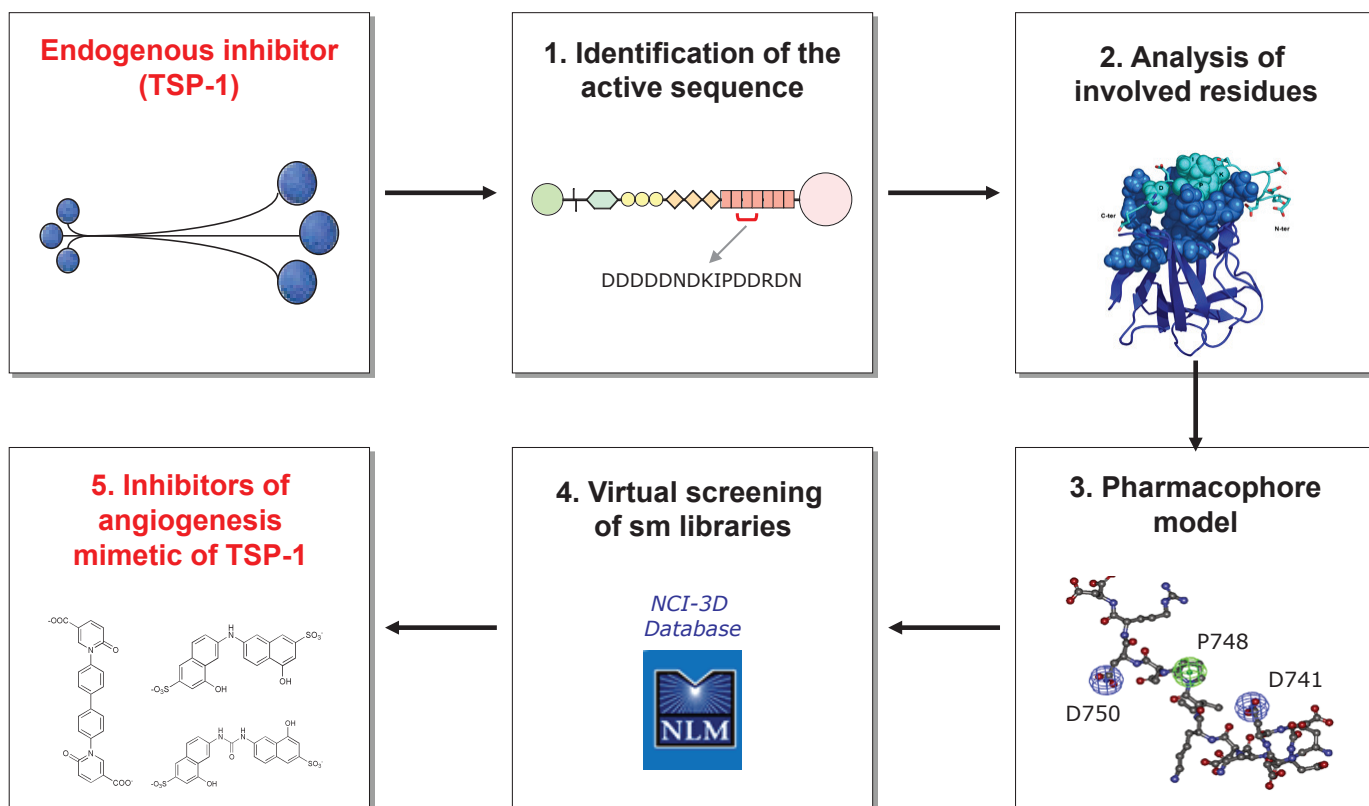 Endogenous inhibitor
(TSP-1)
1. Identification of the
active sequence
DDDDDNDKIPDDRDN
2. Analysis of
involved residues
C-ter
N-ter
D
K
3. Pharmacophore
model
P748
D741
D750
4. Virtual screening
of sm libraries
NCI-3D
Database
NLM
5. Inhibitors of
angiogenesis
mimetic of TSP-1
-OOC
N
O
N
O
COO-
H
N
SO3-
-O3S
OH
OH
OH
H
N
H
N
O
SO3-
-O3S
OH